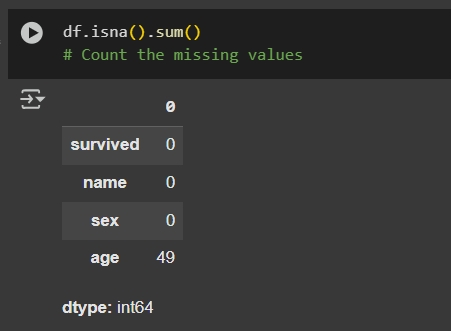 df.isna().sum()
# Count the missing values
0
survived 0
name 0
sex 0
age 49
dtype: int64